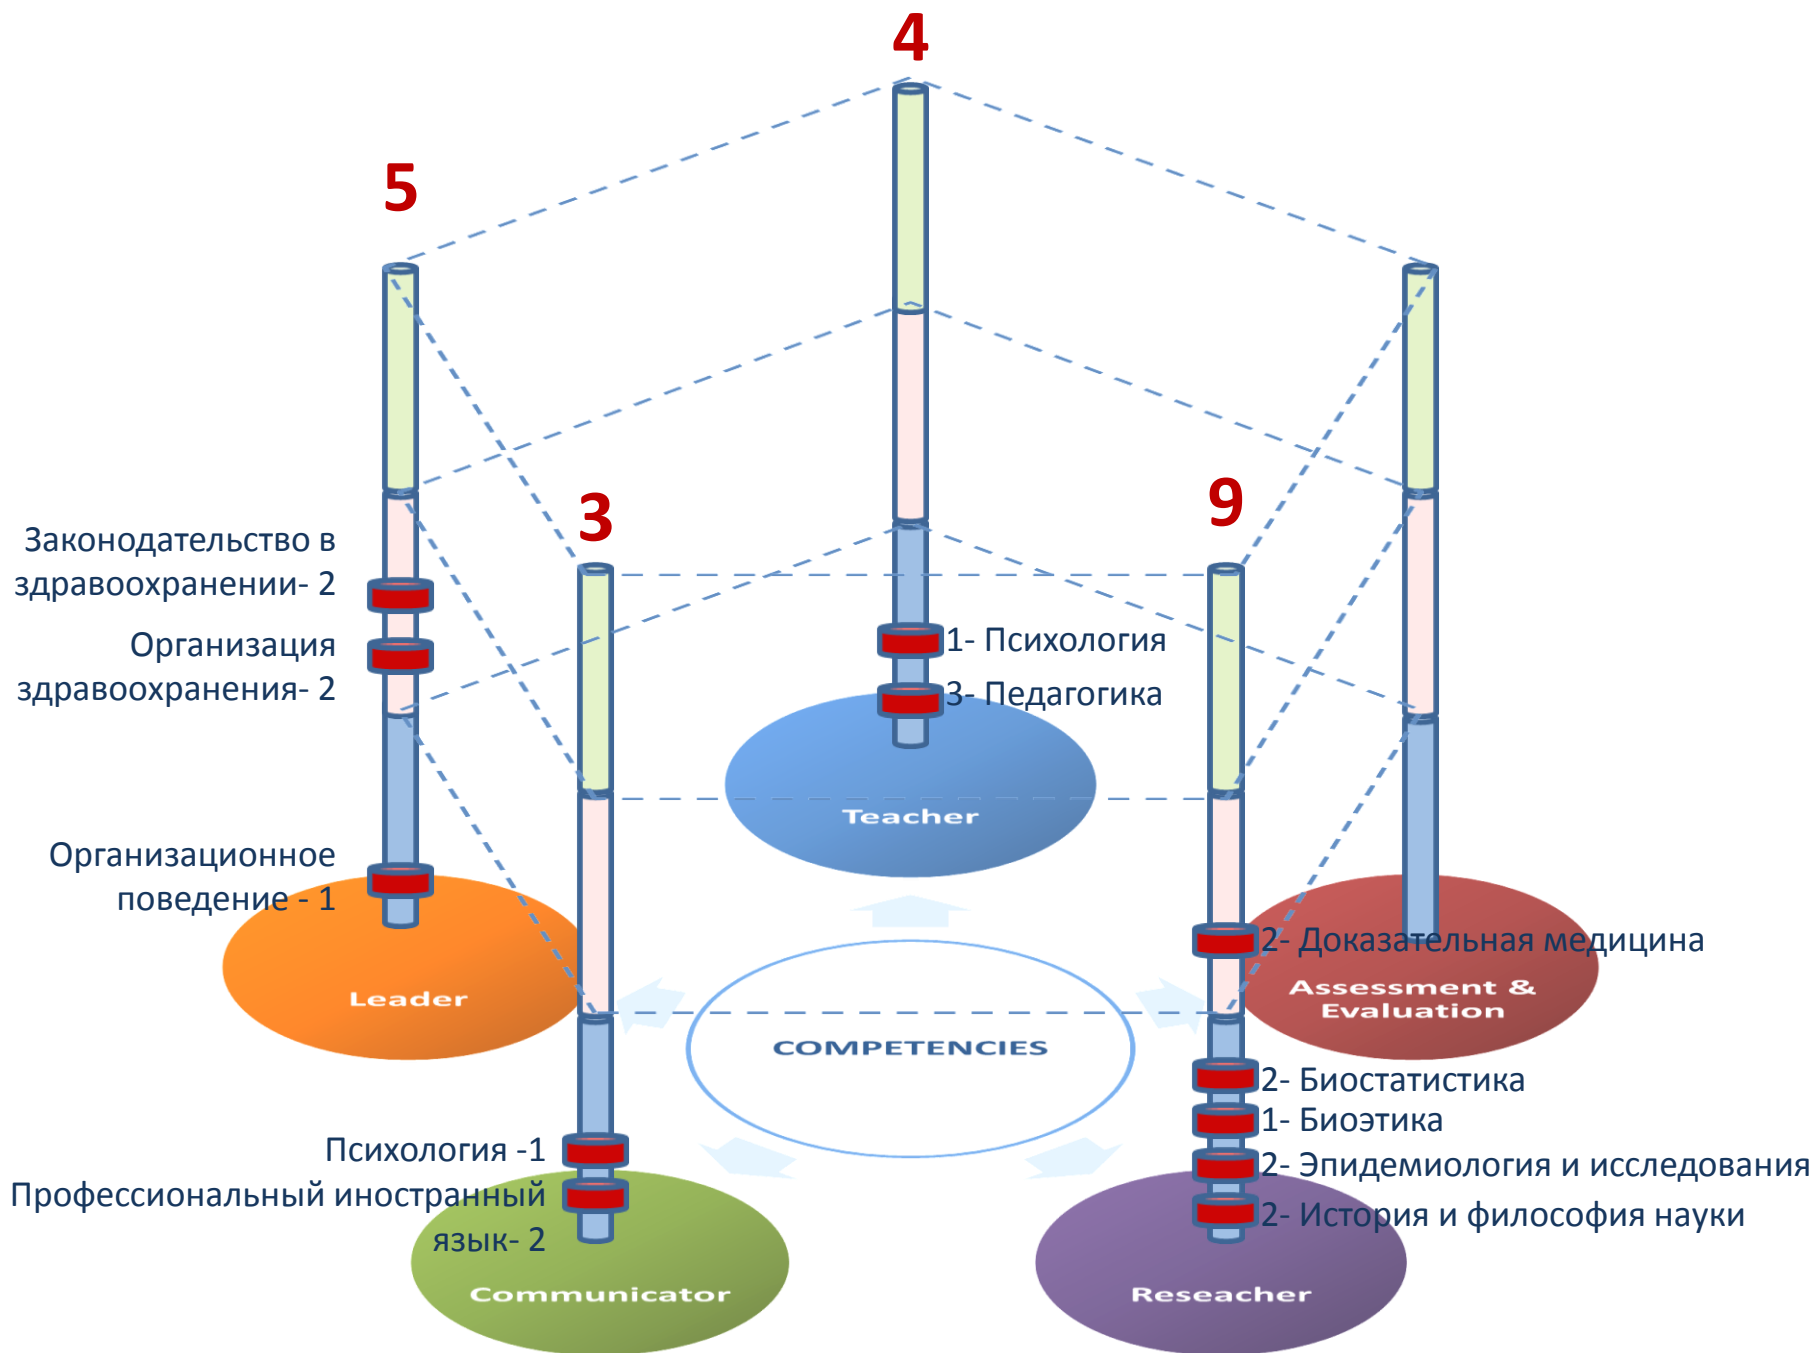 4
5
3
9
Законодательство в
здравоохранении- 2
Организация
здравоохранения- 2
Организационное
поведение - 1
Leader
1- Психология
3- Педагогика
Teacher
COMPETENCIES
2- Доказательная медицина
Assessment &
Evaluation
Психология -1
Профессиональный иностранный
язык- 2
Communicator
2- Биостатистика
1- Биоэтика
2- Эпидемиология и исследования
2- История и философия науки
Reseacher